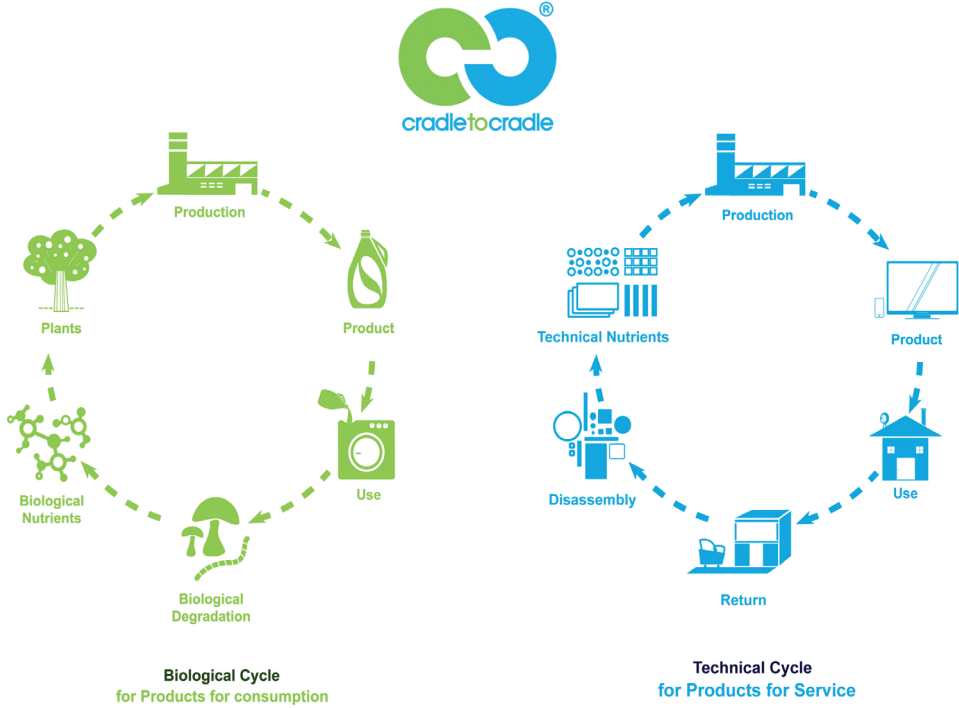 ®
cradletocradle
Production
Product
Use
Biological
Degradation
Biological
Nutrients
Plants
Biological Cycle
for Products for consumption
Production
Product
Use
Return
Disassembly
Technical Nutrients
Technical Cycle
for Products for Service